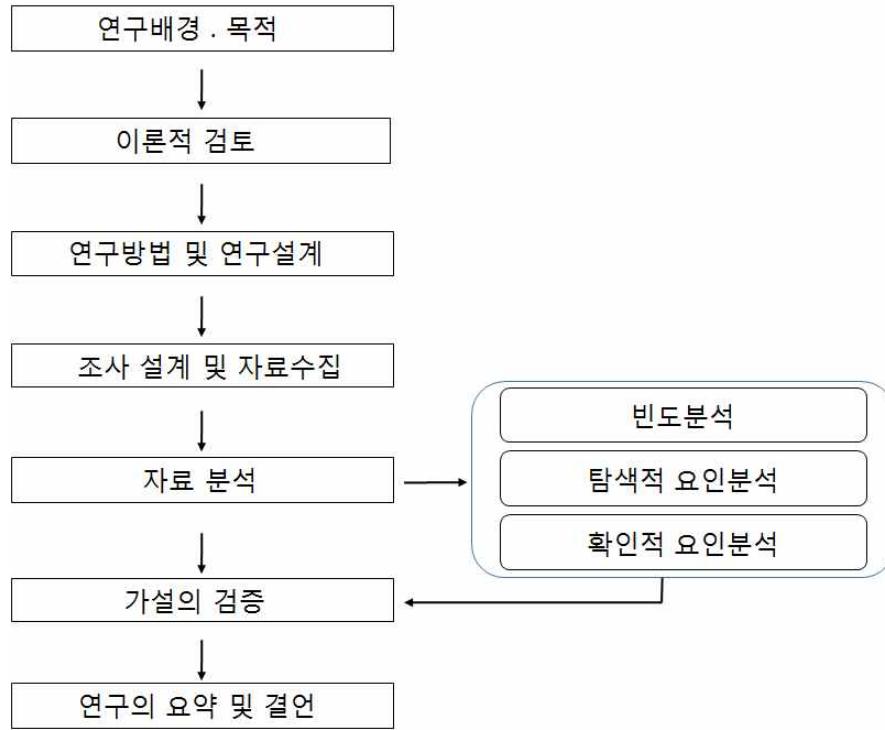 연구배경 . 목적
이론적 검토
연구방법 및 연구설계
조사 설계 및 자료수집
자료 분석
빈도분석
탐색적 요인분석
확인적 요인분석
가설의 검증
연구의 요약 및 결언